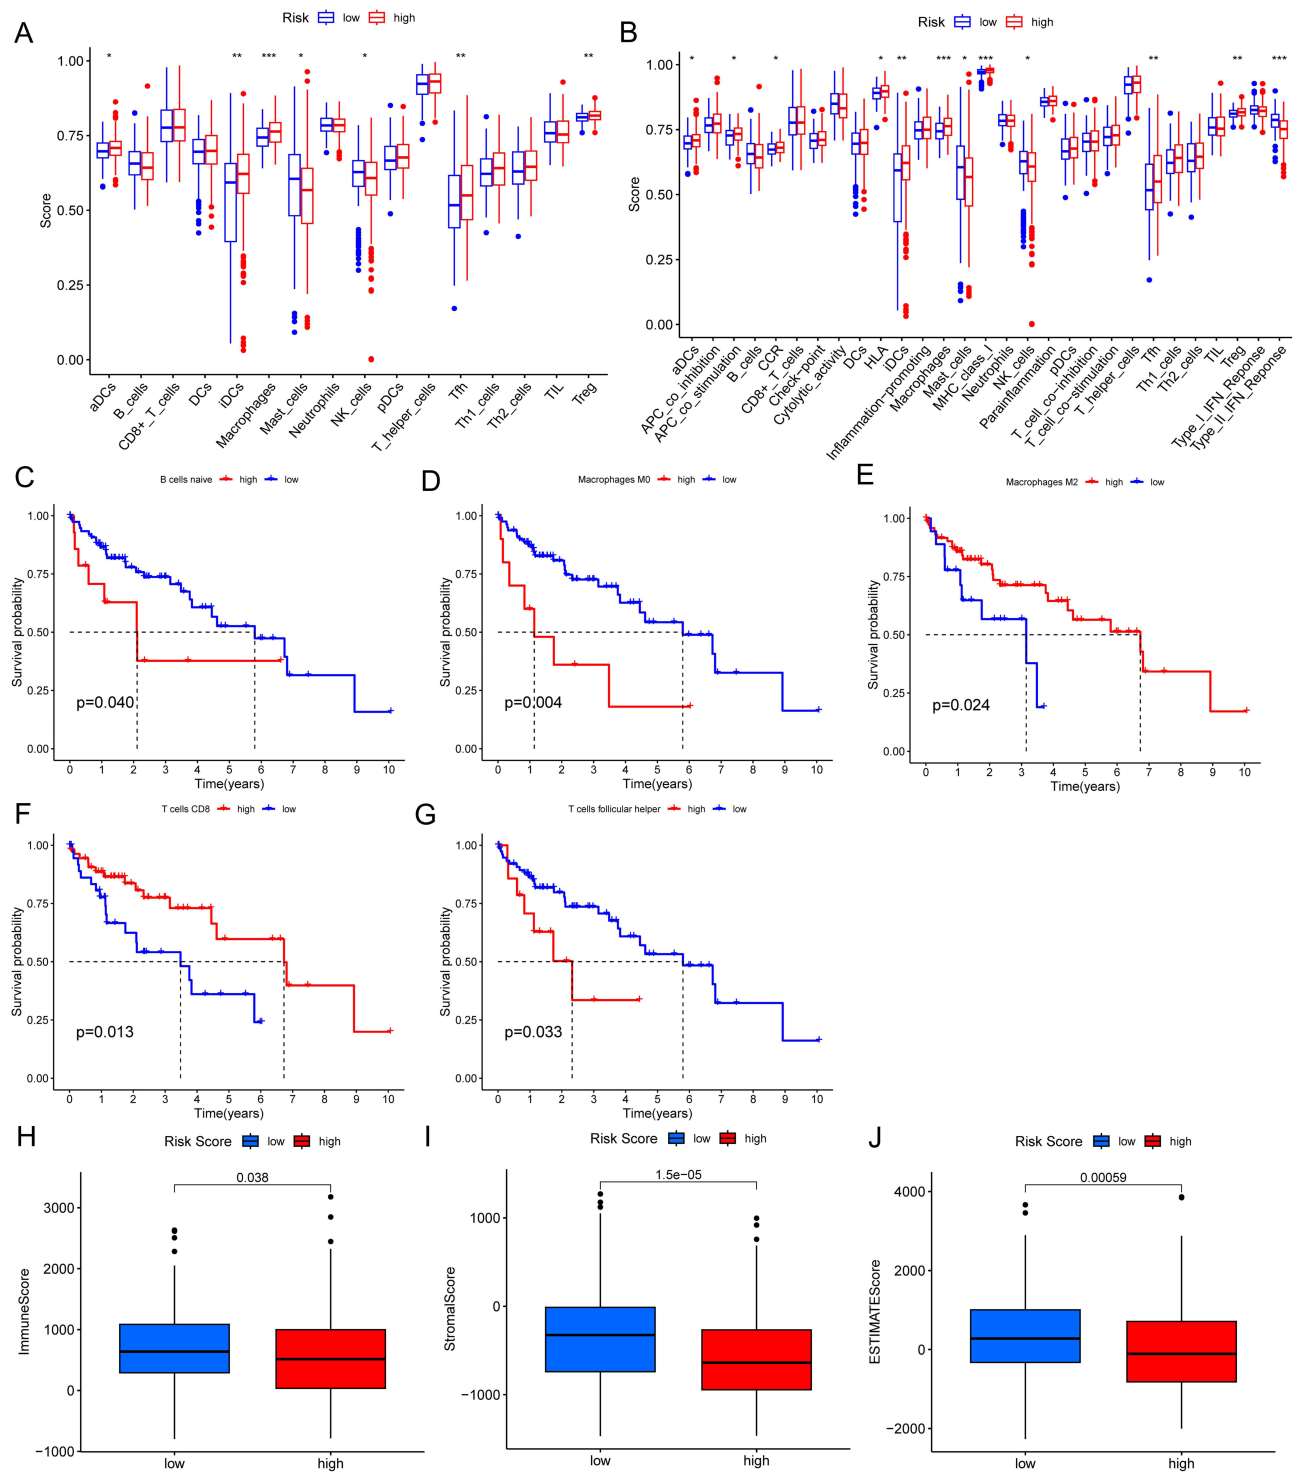 A
Risk low high
* ** *** * * ** **
Score
1.00
0.75
0.50
0.25
0.00
aDCs
B_cells
CD8+_T_cells
DCs
iDCs
Macrophages
Mast_cells
Neutrophils
NK_cells
pDCs
T_helper_cells
Tfh
Th1_cells
Th2_cells
TIL
Treg
B
Risk low high
* * * * ** *** * *** * ** ** ***
Score
1.00
0.75
0.50
0.25
0.00
aDCs
APC_co_inhibition
APC_co_stimulation
B_cells
CCR
CD8+_T_cells
Check-point
Cytolytic_activity
DCs
HLA
iDCs
Inflammation-promoting
Macrophages
Mast_cells
MHC_class_I
Neutrophils
NK_cells
Parainflammation
pDCs
T_cell_co-inhibition
T_cell_co-stimulation
T_helper_cells
Tfh
Th1_cells
Th2_cells
TIL
Treg
Type_I_IFN_Reponse
Type_II_IFN_Reponse
C
B cells naive high low
Survival probability
1.00
0.75
0.50
0.25
0.00
p=0.040
0 1 2 3 4 5 6 7 8 9 10
Time(years)
D
Macrophages M0 high low
Survival probability
1.00
0.75
0.50
0.25
0.00
p=0.004
0 1 2 3 4 5 6 7 8 9 10
Time(years)
E
Macrophages M2 high low
Survival probability
1.00
0.75
0.50
0.25
0.00
p=0.024
0 1 2 3 4 5 6 7 8 9 10
Time(years)
F
T cells CD8 high low
Survival probability
1.00
0.75
0.50
0.25
0.00
p=0.013
0 1 2 3 4 5 6 7 8 9 10
Time(years)
G
T cells follicular helper high low
Survival probability
1.00
0.75
0.50
0.25
0.00
p=0.033
0 1 2 3 4 5 6 7 8 9 10
Time(years)
H
Risk Score low high
0.038
ImmuneScore
3000
2000
1000
0
−1000
low high
I
Risk Score low high
1.5e−05
StromalScore
1000
0
−1000
low high
J
Risk Score low high
0.00059
ESTIMATEScore
4000
2000
0
−2000
low high